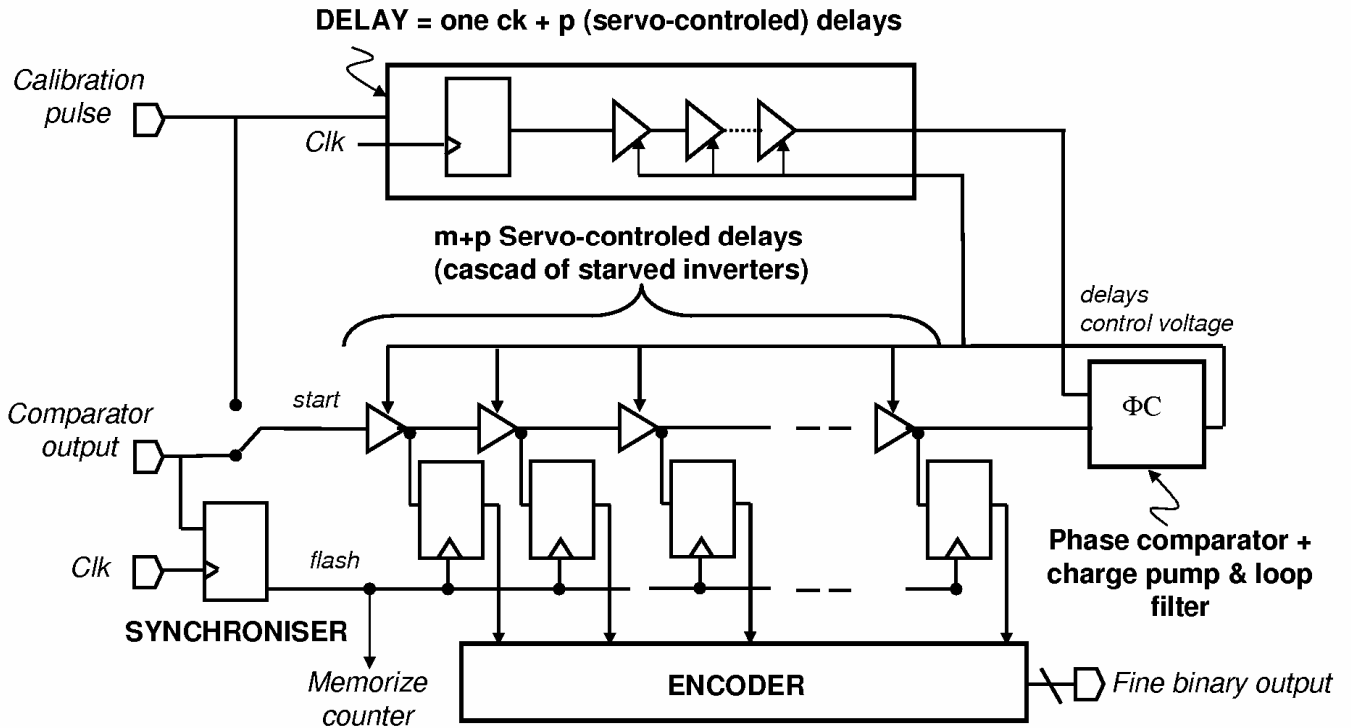 DELAY = one ck + p (servo-controled) delays
Calibration
pulse
Clk
m+p Servo-controled delays
(cascad of starved inverters)
delays
control voltage
Comparator
output
start
ΦC
Clk
flash
Phase comparator +
charge pump & loop
filter
SYNCHRONISER
Memorize
counter
ENCODER
Fine binary output